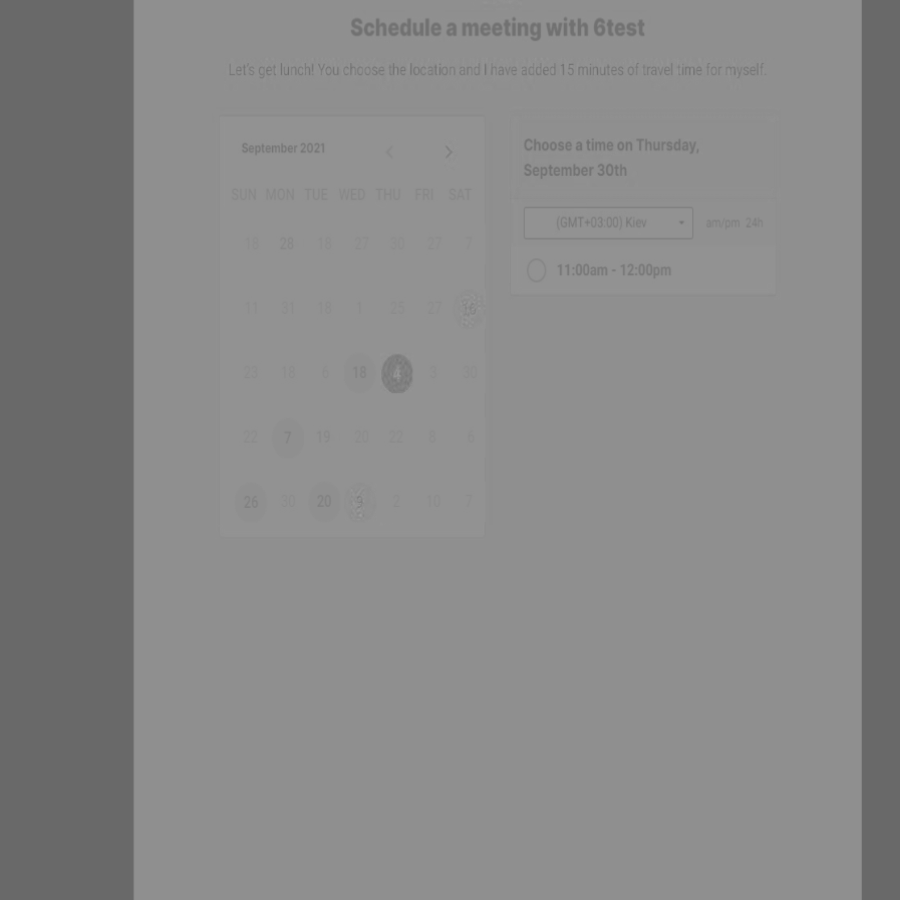 Schedule a meeting with 6test
Let's get lunch! You choose the location and I have added 15 minutes of travel time for myself.
September 2021
SUN MON TUE WED THU FRI SAT
18 28 18 27 30 27 7
11 31 18 1 25 27
23 18 6 18 4 10
22 7 19 20 22 8 6
26 30 20 2 10 7
Choose a time on Thursday,
September 30th
(GMT+03:00) Kiev am/pm 24h
11:00am - 12:00pm